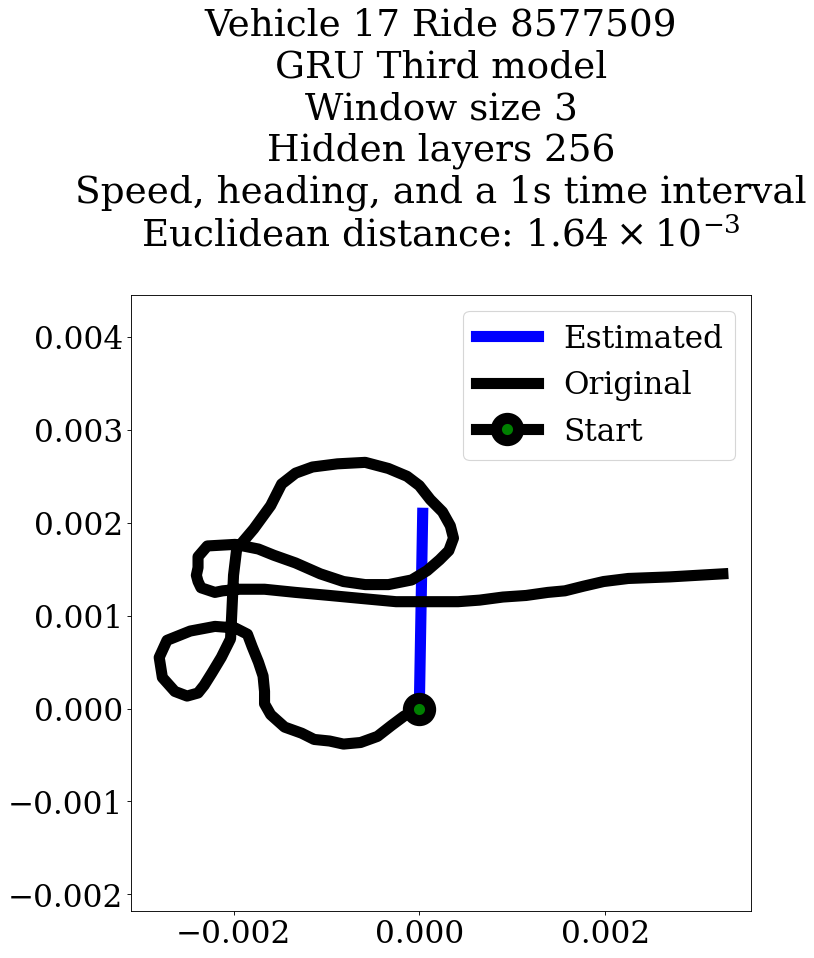 Vehicle 17 Ride 8577509
GRU Third model
Window size 3
Hidden layers 256
Speed, heading, and a 1s time interval
Euclidean distance: 1.64 × 10⁻³
Estimated
Original
Start
0.004
0.003
0.002
0.001
0.000
−0.001
−0.002
−0.002 0.000 0.002